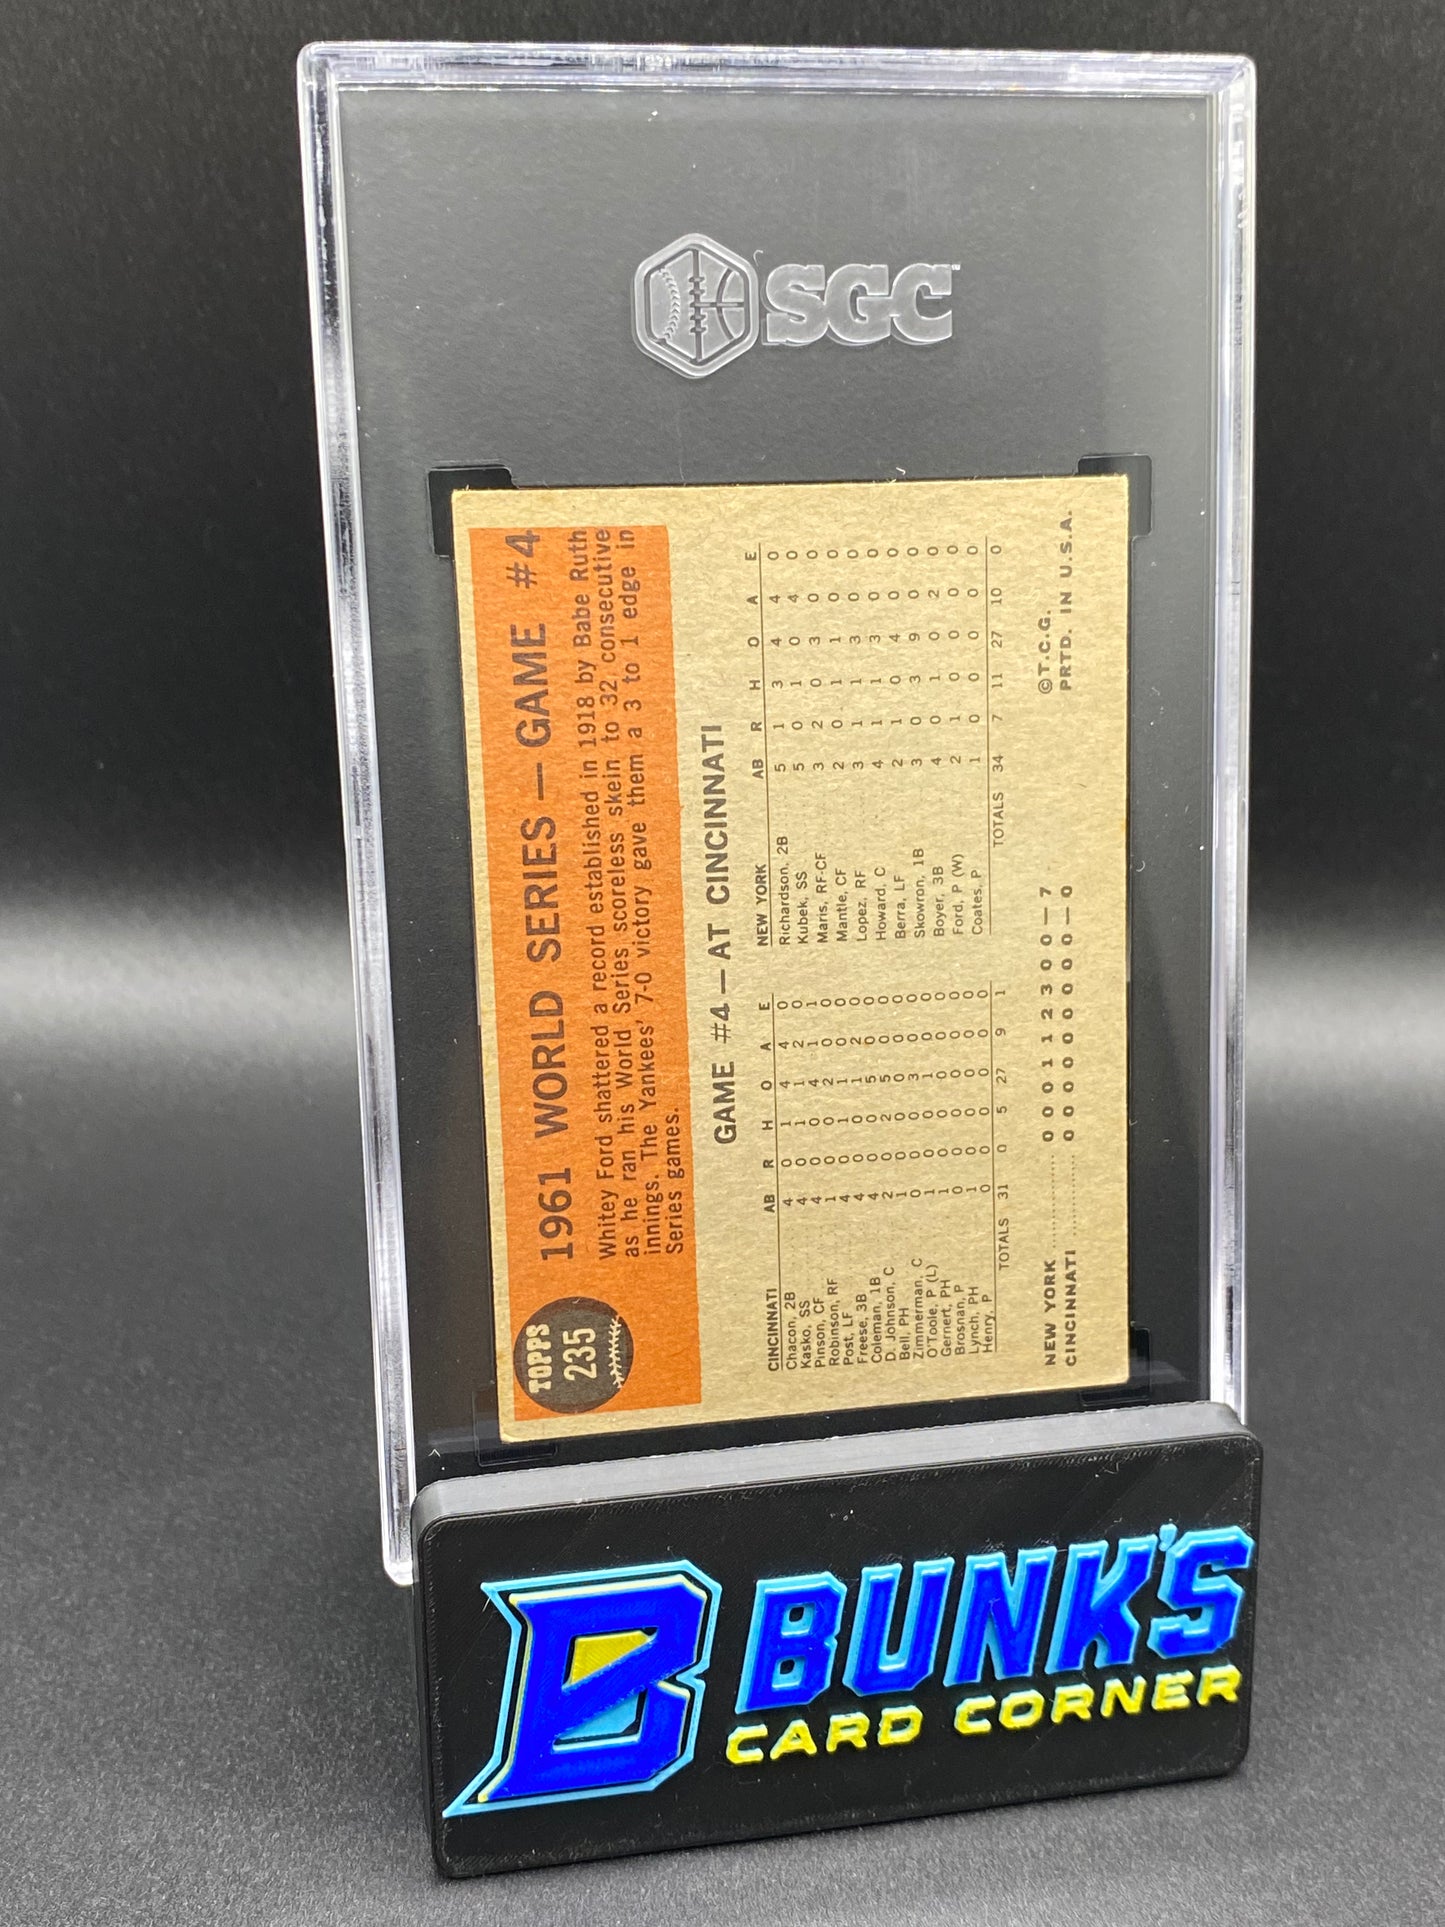 SGC™
TOPPS
235
1961 WORLD SERIES — GAME #4
Whitey Ford shattered a record established in 1918 by Babe Ruth
as he ran his World Series scoreless skein to 32 consecutive
innings. The Yankees' 7-0 victory gave them a 3 to 1 edge in
Series games.
GAME #4 — AT CINCINNATI
CINCINNATI AB R H O A E
Chacon, 2B 4 0 1 4 4 0
Kasko, SS 4 0 1 1 2 0
Pinson, CF 4 0 0 4 1 1
Robinson, RF 1 0 0 2 0 0
Post, LF 4 0 1 1 0 0
Freese, 3B 4 0 0 1 2 0
Coleman, 1B 4 0 0 5 0 0
D. Johnson, C 2 0 2 5 0 0
Bell, PH 1 0 0 0 0 0
Zimmerman, C 0 0 0 3 0 0
O'Toole, P (L) 1 0 0 1 0 0
Gernert, PH 1 0 0 0 0 0
Brosnan, P 0 0 0 0 0 0
Lynch, PH 1 0 0 0 0 0
Henry, P 0 0 0 0 0 0
TOTALS 31 0 5 27 9 1
NEW YORK AB R H O A E
Richardson, 2B 5 1 3 4 4 0
Kubek, SS 5 0 1 0 4 0
Maris, RF-CF 3 2 0 3 0 0
Mantle, CF 2 0 1 1 0 0
Lopez, RF 3 1 1 3 0 0
Howard, C 4 1 1 3 0 0
Berra, LF 2 1 0 4 0 0
Skowron, 1B 3 0 3 9 0 0
Boyer, 3B 4 0 1 0 2 0
Ford, P (W) 2 1 0 0 0 0
Coates, P 1 0 0 0 0 0
TOTALS 34 7 11 27 10 0
NEW YORK 0 0 0 1 1 2 3 0 0 — 7
CINCINNATI 0 0 0 0 0 0 0 0 0 — 0
©T.C.G.
PRTD. IN U.S.A.
B BUNK'S
CARD CORNER